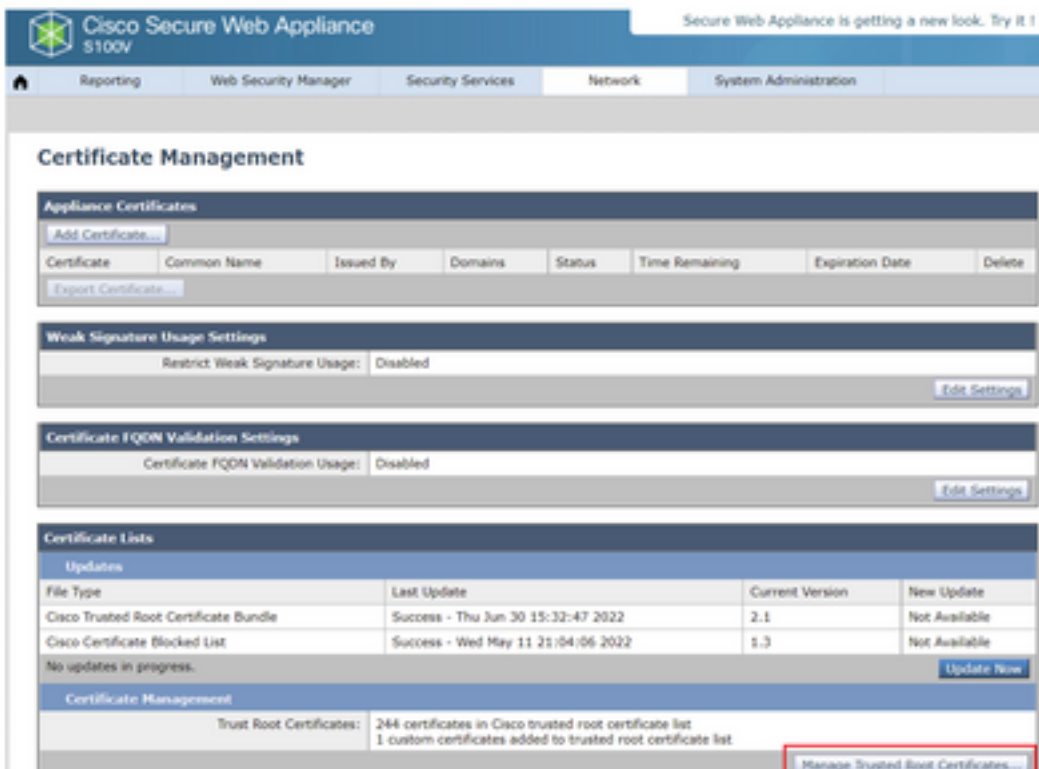 Cisco Secure Web Appliance
S100V
Secure Web Appliance is getting a new look. Try it !
Reporting Web Security Manager Security Services Network System Administration
Certificate Management
Appliance Certificates
Add Certificate...
Certificate Common Name Issued By Domains Status Time Remaining Expiration Date Delete
Export Certificate...
Weak Signature Usage Settings
Restrict Weak Signature Usage: Disabled
Edit Settings
Certificate FQDN Validation Settings
Certificate FQDN Validation Usage: Disabled
Edit Settings
Certificate Lists
Updates
File Type Last Update Current Version New Update
Cisco Trusted Root Certificate Bundle Success - Thu Jun 30 15:32:47 2022 2.1 Not Available
Cisco Certificate Blocked List Success - Wed May 11 21:04:06 2022 1.3 Not Available
No updates in progress. Update Now
Certificate Management
Trust Root Certificates: 244 certificates in Cisco trusted root certificate list
1 custom certificates added to trusted root certificate list
Manage Trusted Root Certificates...